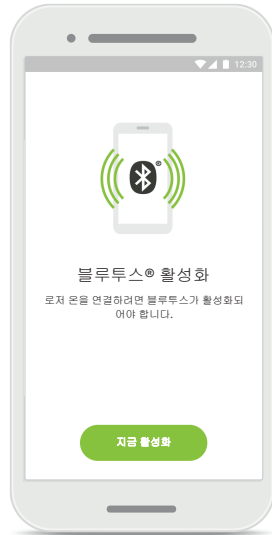 12:30
®
블루투스® 활성화
로저 온을 연결하려면 블루투스가 활성화되
어야 합니다.
지금 활성화